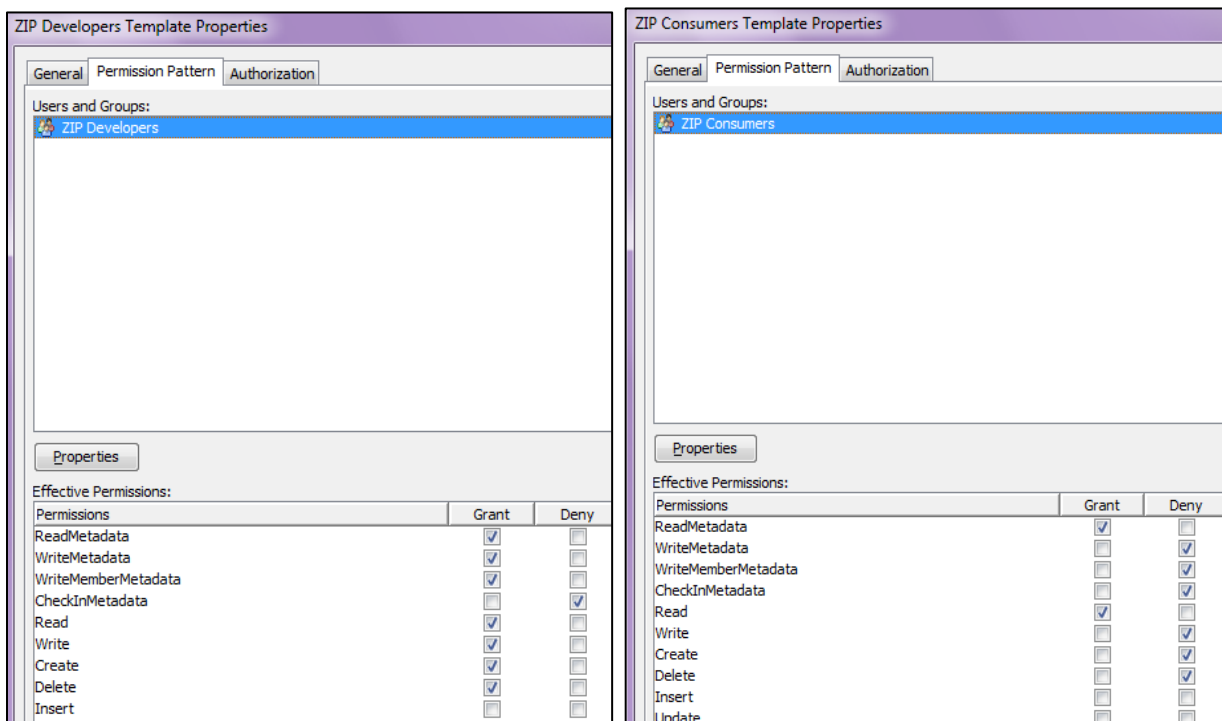 ZIP Developers Template Properties
General Permission Pattern Authorization
Users and Groups:
ZIP Developers
Properties
Effective Permissions:
Permissions Grant Deny
ReadMetadata
WriteMetadata
WriteMemberMetadata
CheckInMetadata
Read
Write
Create
Delete
Insert
ZIP Consumers Template Properties
General Permission Pattern Authorization
Users and Groups:
ZIP Consumers
Properties
Effective Permissions:
Permissions Grant Deny
ReadMetadata
WriteMetadata
WriteMemberMetadata
CheckInMetadata
Read
Write
Create
Delete
Insert
Update